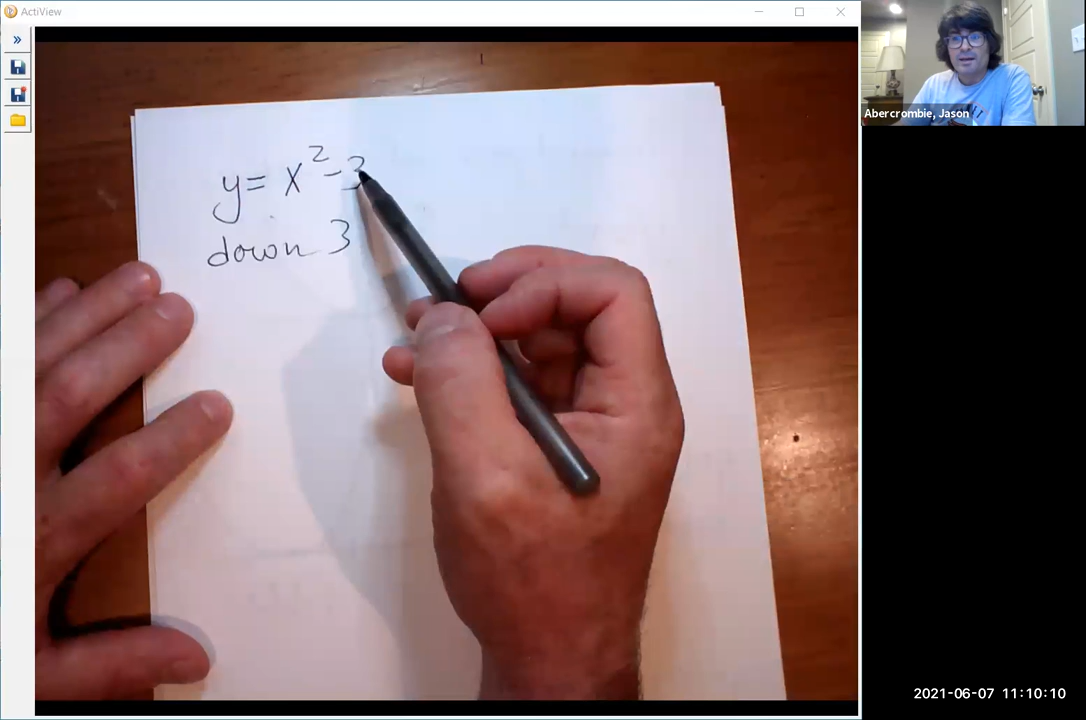 ActiView
»
y = x² - 3
down 3
Abercrombie, Jason
2021-06-07 11:10:10